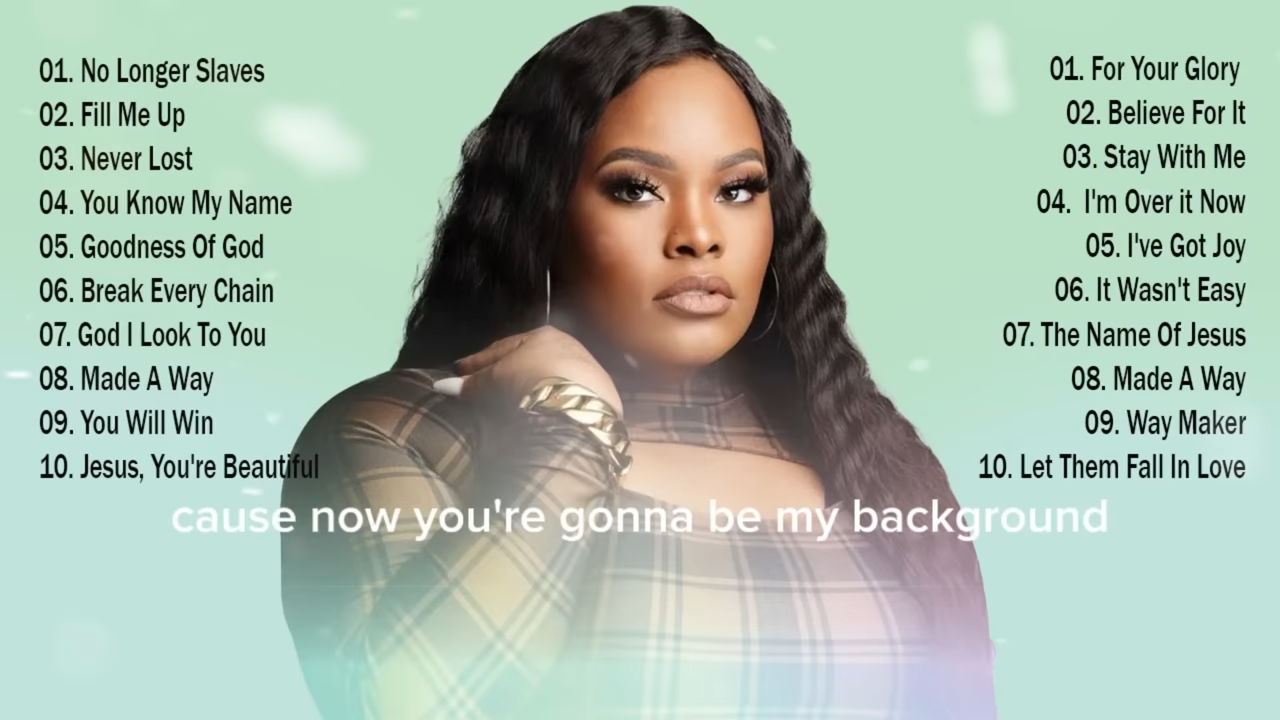 01. No Longer Slaves
02. Fill Me Up
03. Never Lost
04. You Know My Name
05. Goodness Of God
06. Break Every Chain
07. God I Look To You
08. Made A Way
09. You Will Win
10. Jesus, You're Beautiful
01. For Your Glory
02. Believe For It
03. Stay With Me
04. I'm Over it Now
05. I've Got Joy
06. It Wasn't Easy
07. The Name Of Jesus
08. Made A Way
09. Way Maker
10. Let Them Fall In Love
cause now you're gonna be my background